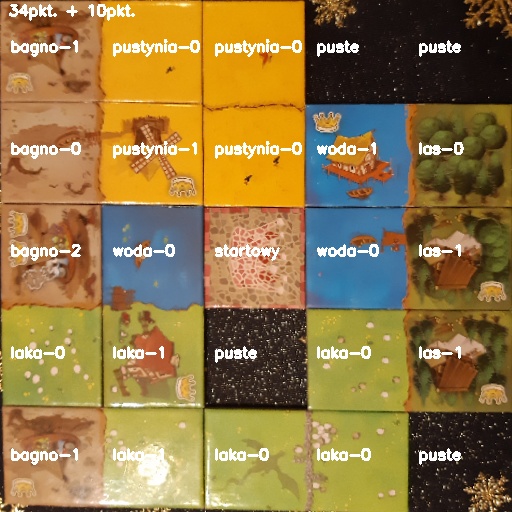 34pkt. + 10pkt.
bagno-1 pustynia-0 pustynia-0 puste puste
bagno-0 pustynia-1 pustynia-0 woda-1 las-0
bagno-2 woda-0 startowy woda-0 las-1
laka-0 laka-1 puste laka-0 las-1
bagno-1 laka-1 laka-0 laka-0 puste